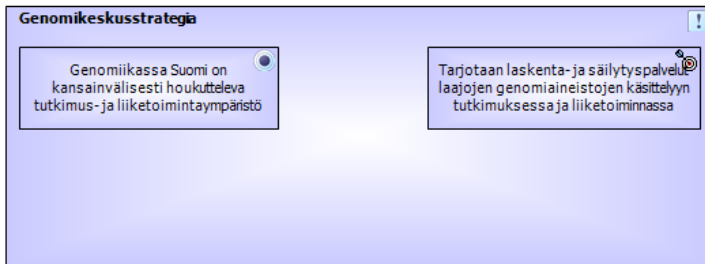 Genomikeskusstrategia
Genomiikassa Suomi on
kansainvälisesti houkutteleva
tutkimus- ja liiketoimintaympäristö
Tarjotaan laskenta- ja säilytyspalvelut
laajojen genomiaineistojen käsittelyyn
tutkimuksessa ja liiketoiminnassa